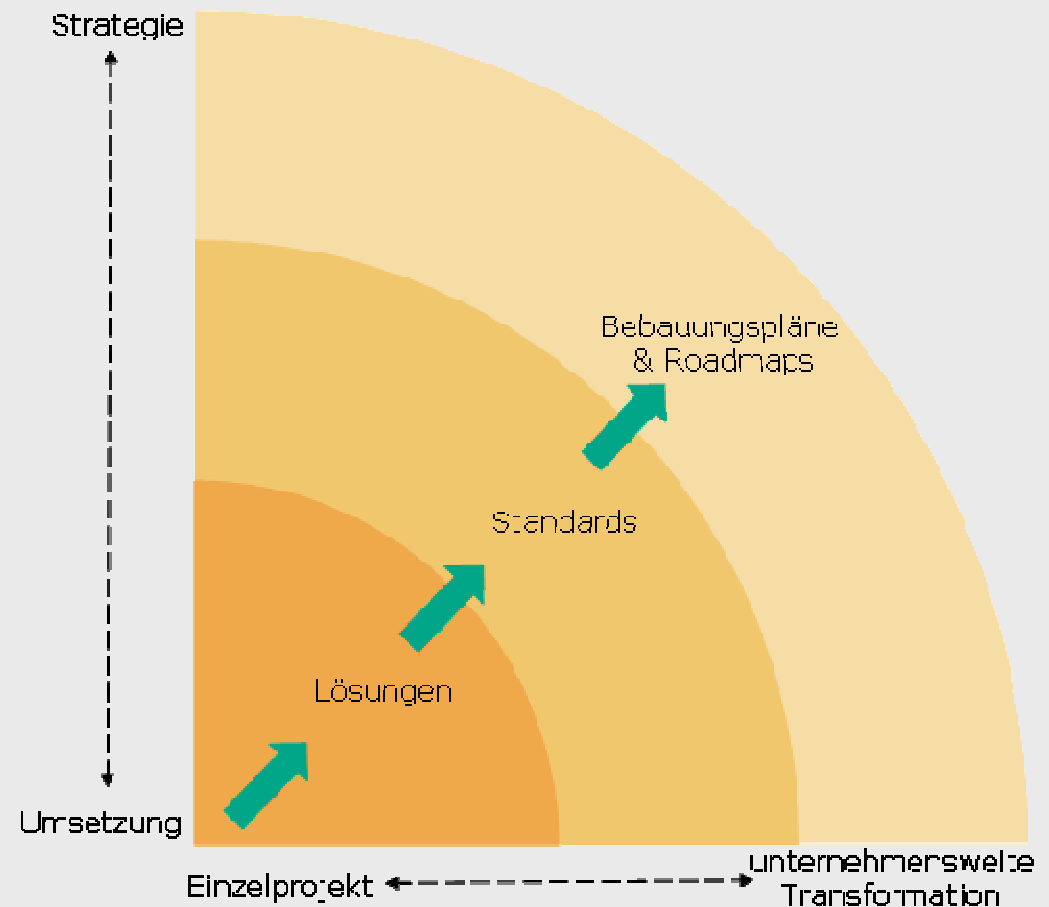 Strategie
Bebauungspläne
& Roadmaps
Standards
Lösungen
Umsetzung
Einzelprojekt
unternehmensweite
Transformation